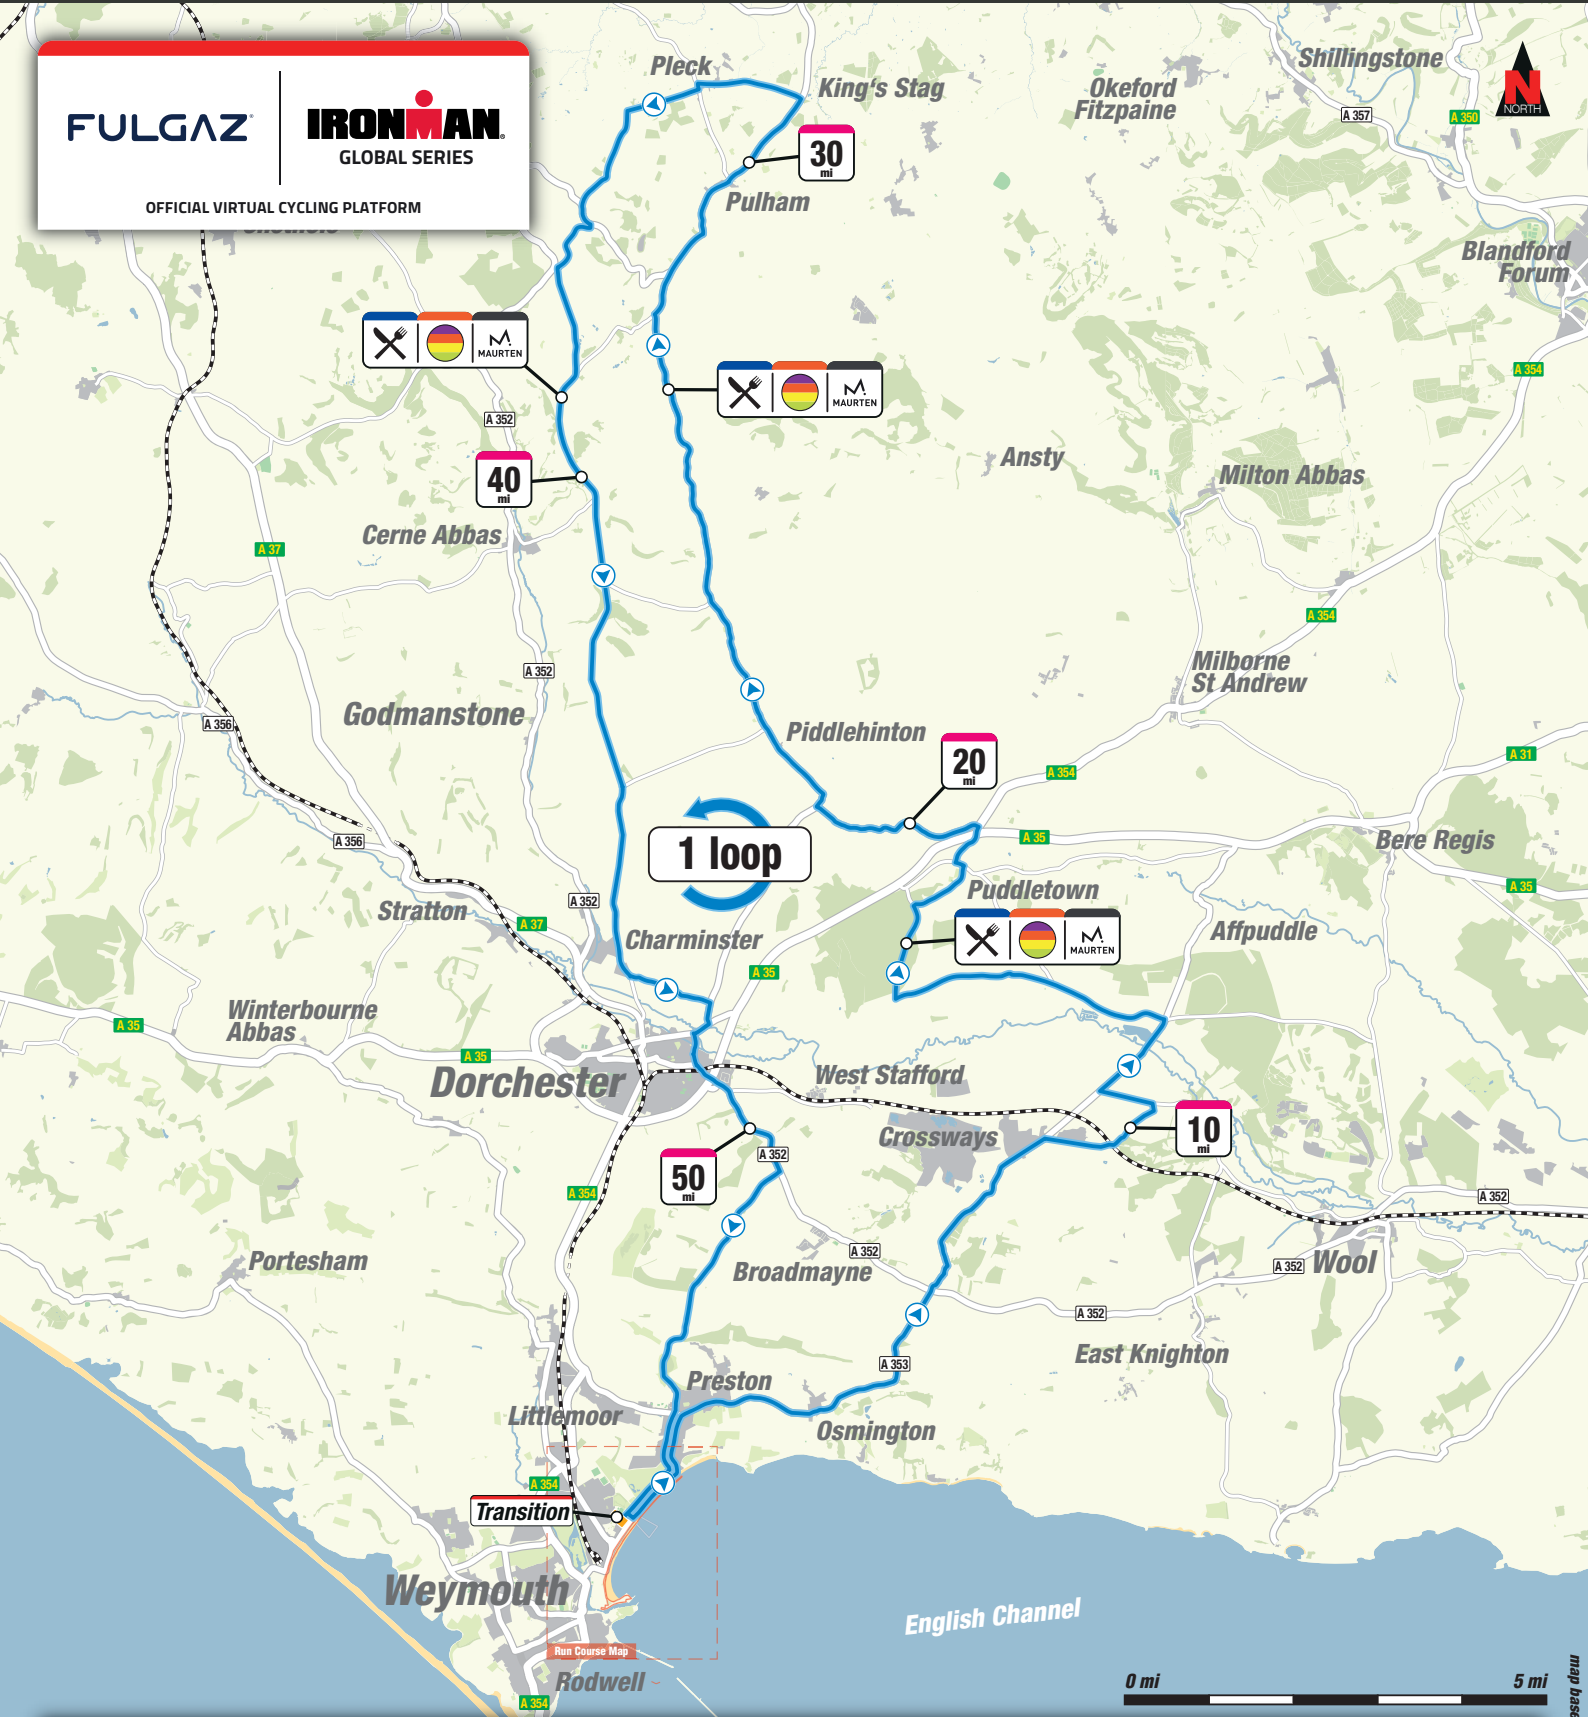 Pleck
King's Stag
Shillingstone
Okeford
Fitzpaine
A 357
A 350
NORTH
FULGAZ
IRONMAN
GLOBAL SERIES
OFFICIAL VIRTUAL CYCLING PLATFORM
30
mi
Pulham
Blandford
Forum
MAURTEN
MAURTEN
A 354
A 352
40
mi
Ansty
Milton Abbas
Cerne Abbas
A 37
A 354
A 352
Milborne
St Andrew
Godmanstone
A 356
Piddlehinton
20
mi
A 354
A 31
1 loop
A 356
A 35
Bere Regis
A 35
Puddletown
A 352
Stratton
A 37
Charminster
MAURTEN
Affpuddle
A 35
Winterbourne
Abbas
A 35
A 35
Dorchester
West Stafford
Crossways
10
mi
A 352
50
mi
A 354
A 352
Portesham
Broadmayne
A 352
A 352
Wool
A 352
East Knighton
A 353
Preston
Littlemoor
Osmington
A 354
Transition
Weymouth
English Channel
Run Course Map
Rodwell
A 354
0 mi
5 mi
map base